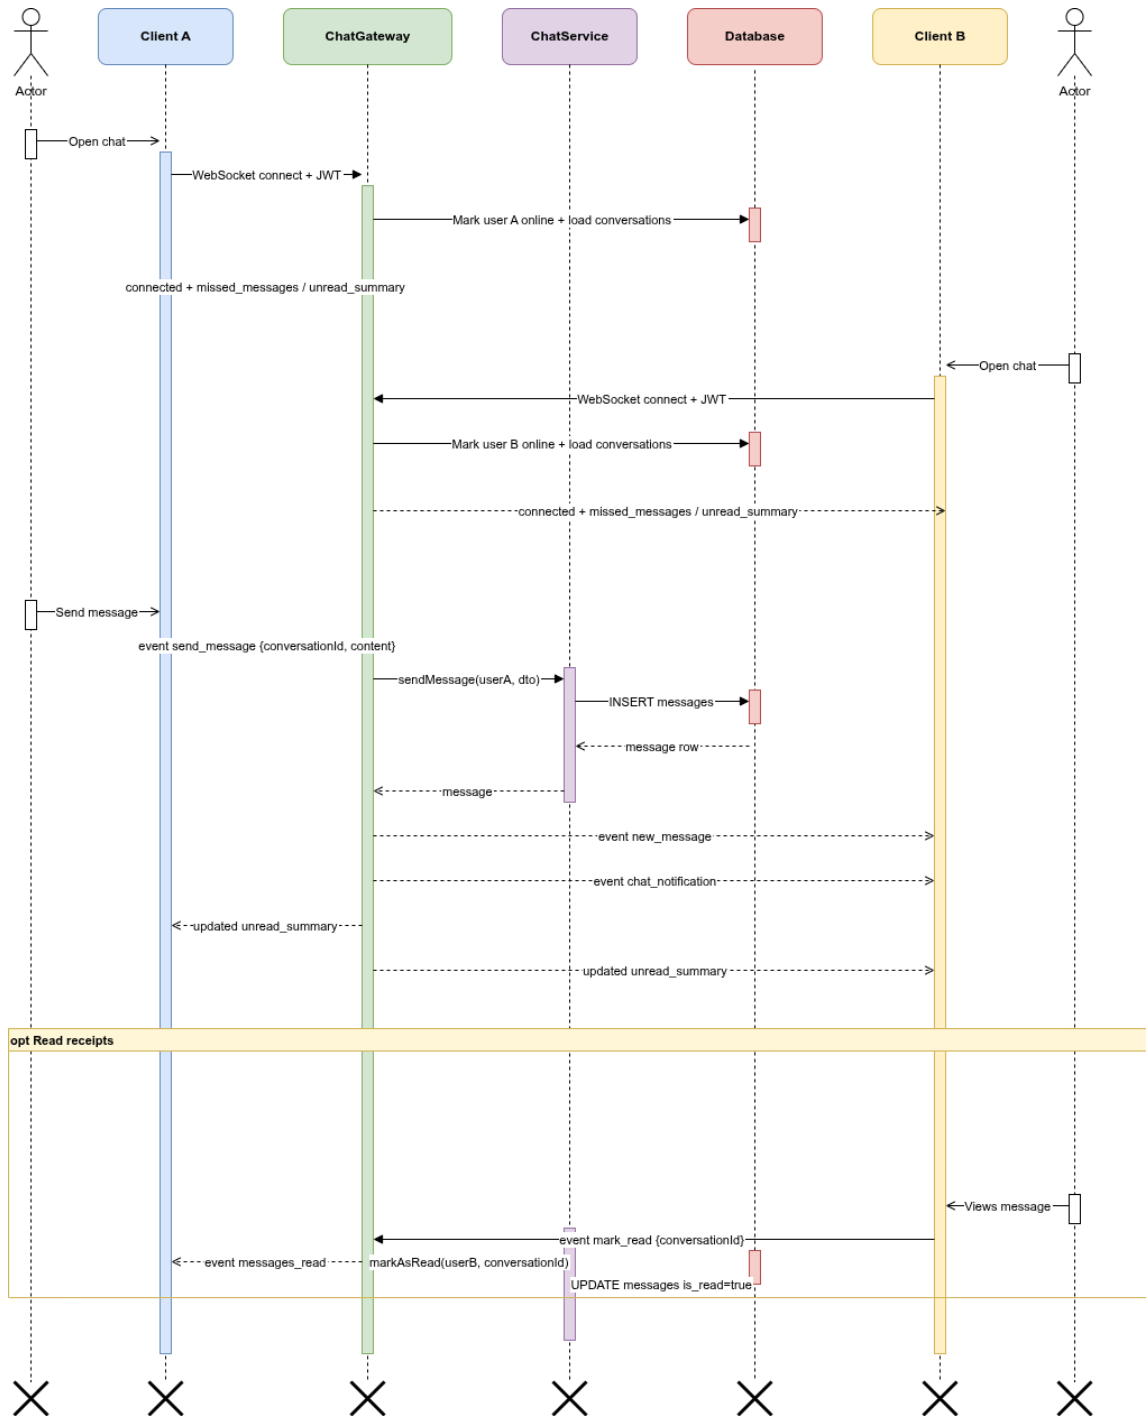 Client A
ChatGateway
ChatService
Database
Client B
Actor
Actor
Open chat
WebSocket connect + JWT
Mark user A online + load conversations
connected + missed_messages / unread_summary
Open chat
WebSocket connect + JWT
Mark user B online + load conversations
connected + missed_messages / unread_summary
Send message
event send_message {conversationId, content}
sendMessage(userA, dto)
INSERT messages
message row
message
event new_message
event chat_notification
updated unread_summary
updated unread_summary
opt Read receipts
Views message
event mark_read {conversationId}
event messages_read
markAsRead(userB, conversationId)
UPDATE messages is_read=true